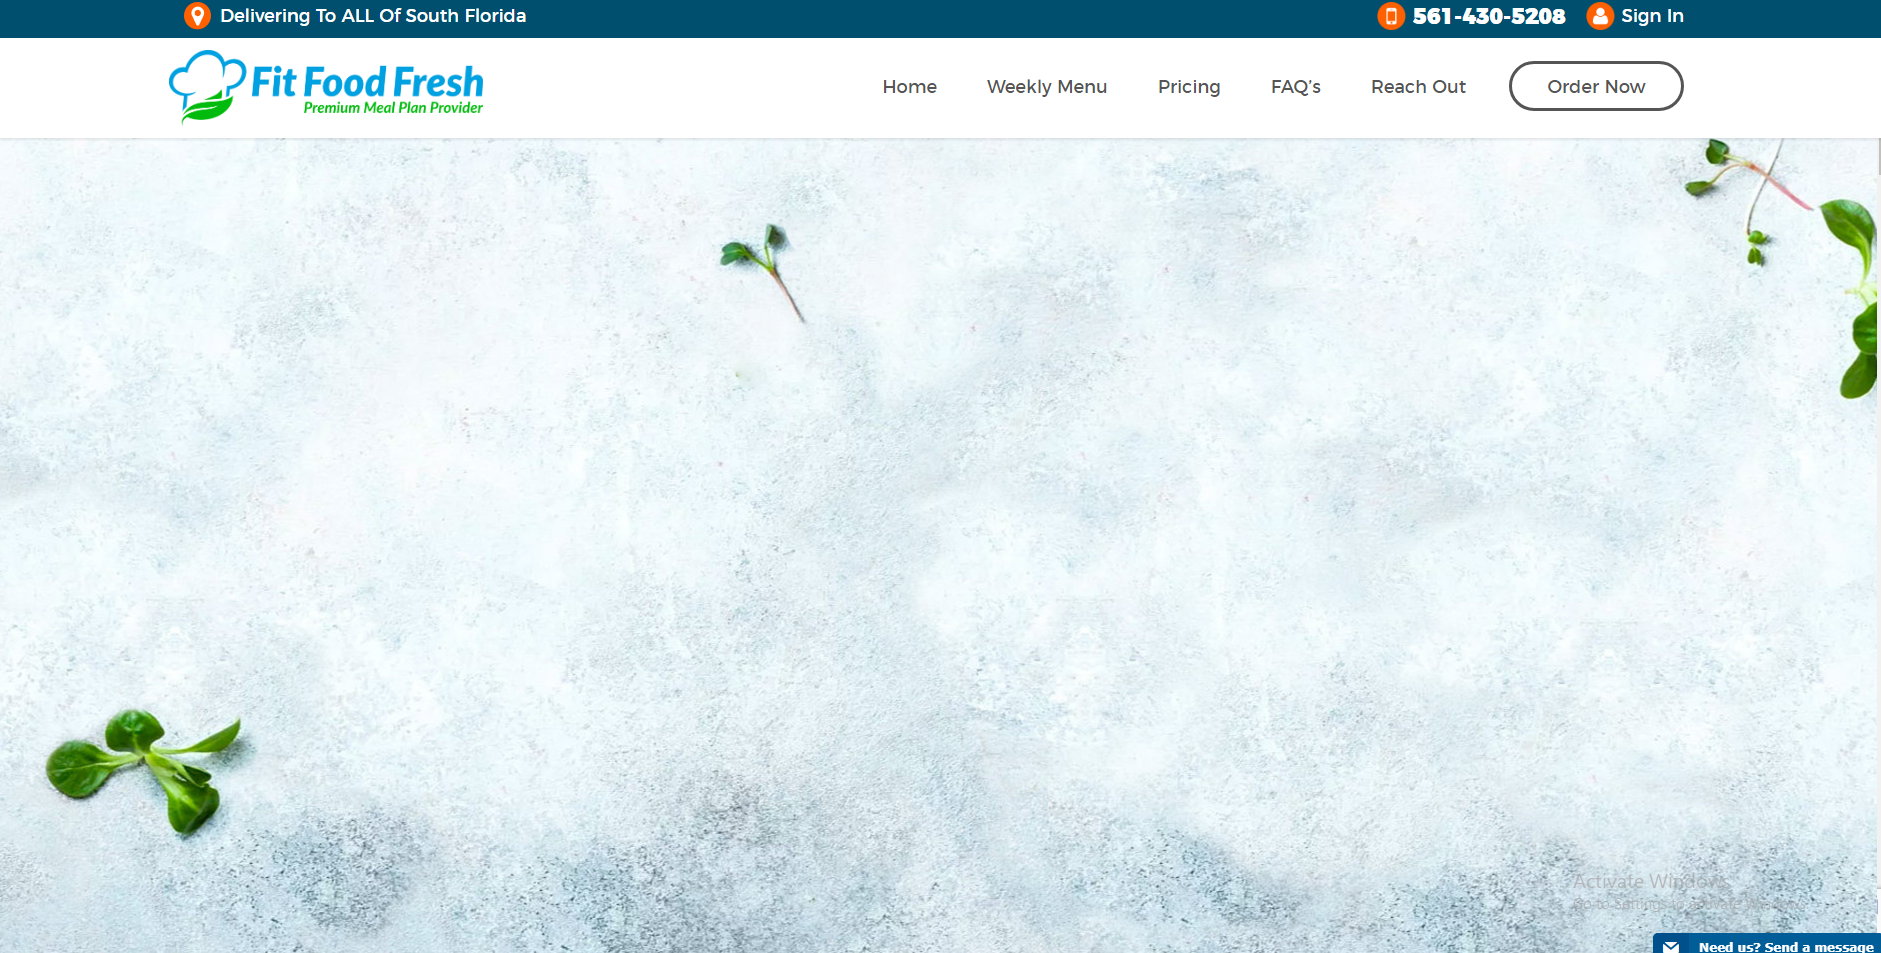 Delivering To ALL Of South Florida
561-430-5208
Sign In
Fit Food Fresh
Premium Meal Plan Provider
Home
Weekly Menu
Pricing
FAQ’s
Reach Out
Order Now
Activate Windows
Go to Settings to activate Windows.
Need us? Send a message